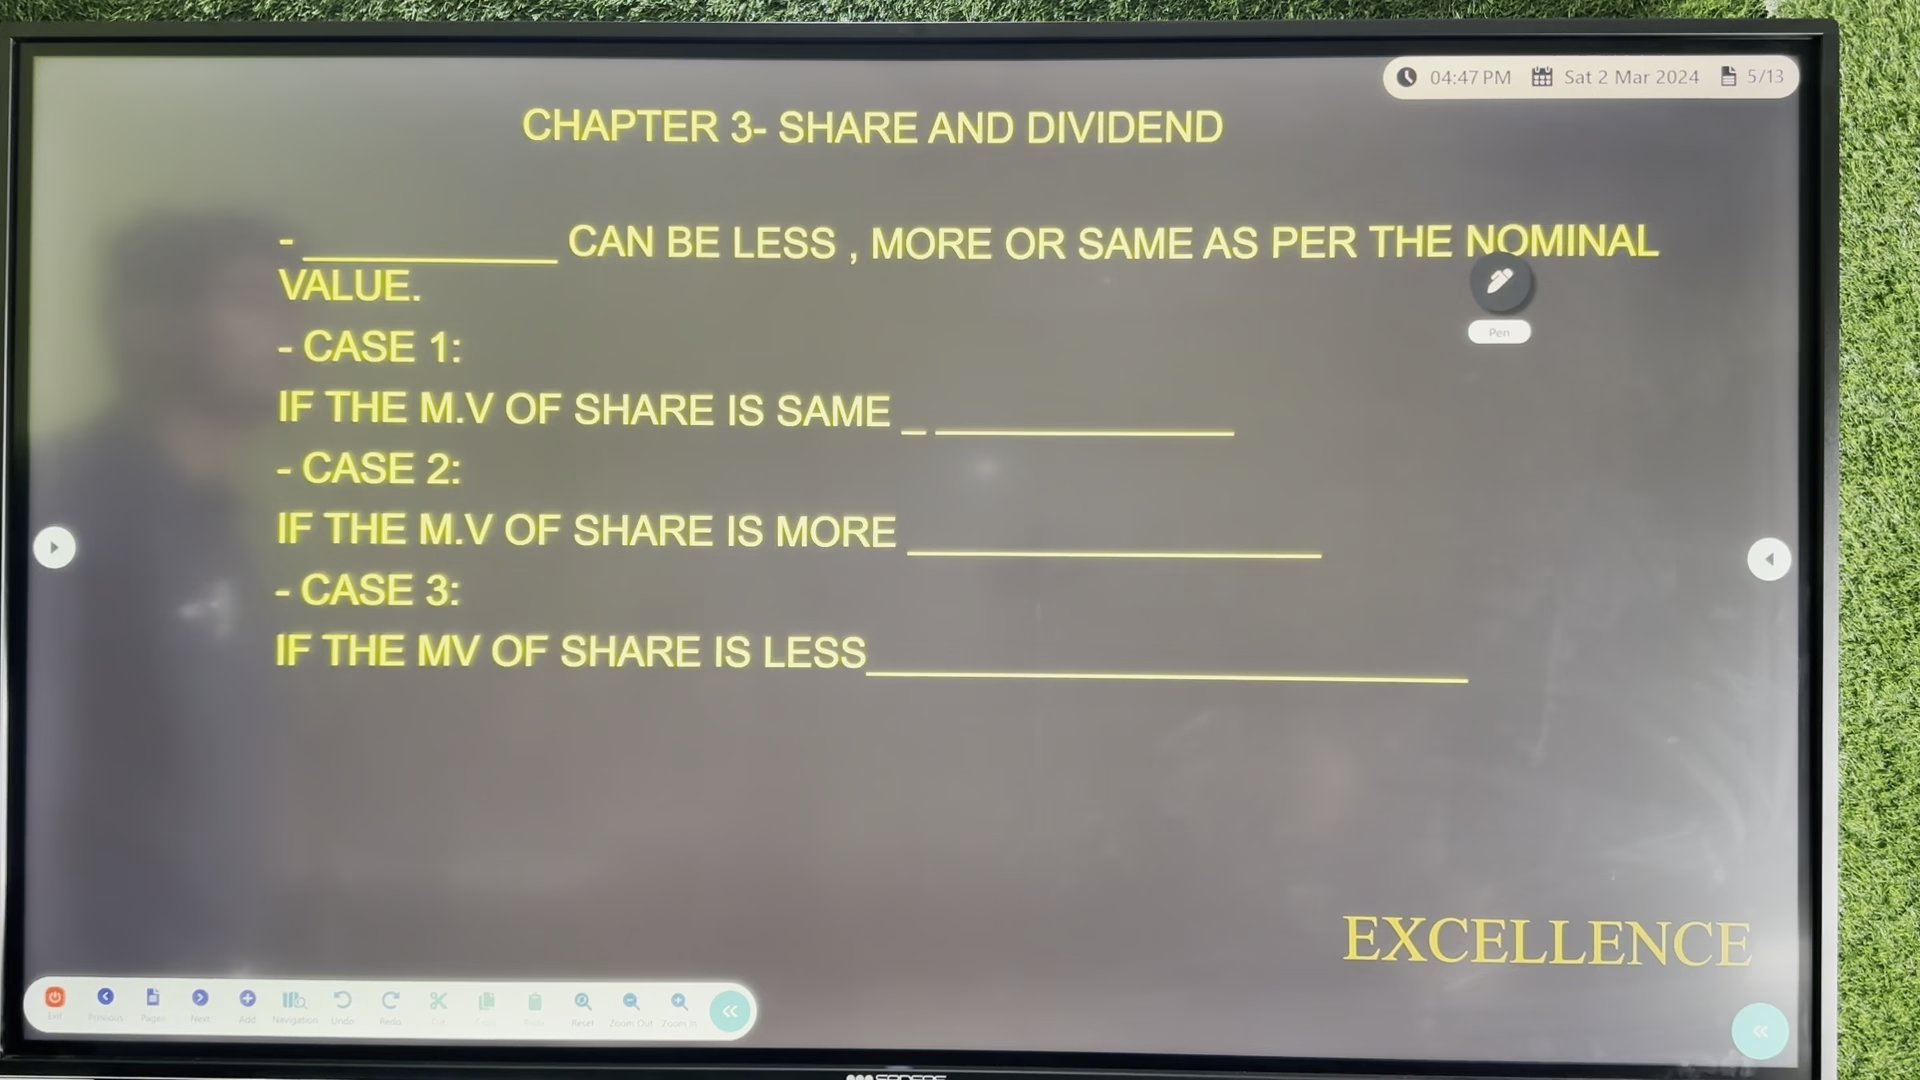 04:47 PM Sat 2 Mar 2024 5/13
CHAPTER 3- SHARE AND DIVIDEND
- ____________ CAN BE LESS , MORE OR SAME AS PER THE NOMINAL
VALUE.
Pen
- CASE 1:
IF THE M.V OF SHARE IS SAME _ ______________
- CASE 2:
IF THE M.V OF SHARE IS MORE ___________________
- CASE 3:
IF THE MV OF SHARE IS LESS____________________________
EXCELLENCE
Exit Previous Pages Next Add Navigation Undo Redo Reset Zoom Out Zoom In